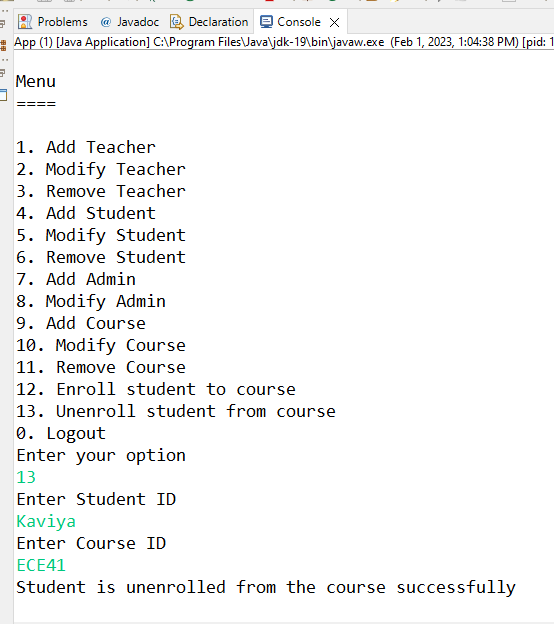 Problems @ Javadoc Declaration Console
App (1) [Java Application] C:\Program Files\Java\jdk-19\bin\javaw.exe (Feb 1, 2023, 1:04:38 PM) [pid: 1
Menu
====
1. Add Teacher
2. Modify Teacher
3. Remove Teacher
4. Add Student
5. Modify Student
6. Remove Student
7. Add Admin
8. Modify Admin
9. Add Course
10. Modify Course
11. Remove Course
12. Enroll student to course
13. Unenroll student from course
0. Logout
Enter your option
13
Enter Student ID
Kaviya
Enter Course ID
ECE41
Student is unenrolled from the course successfully